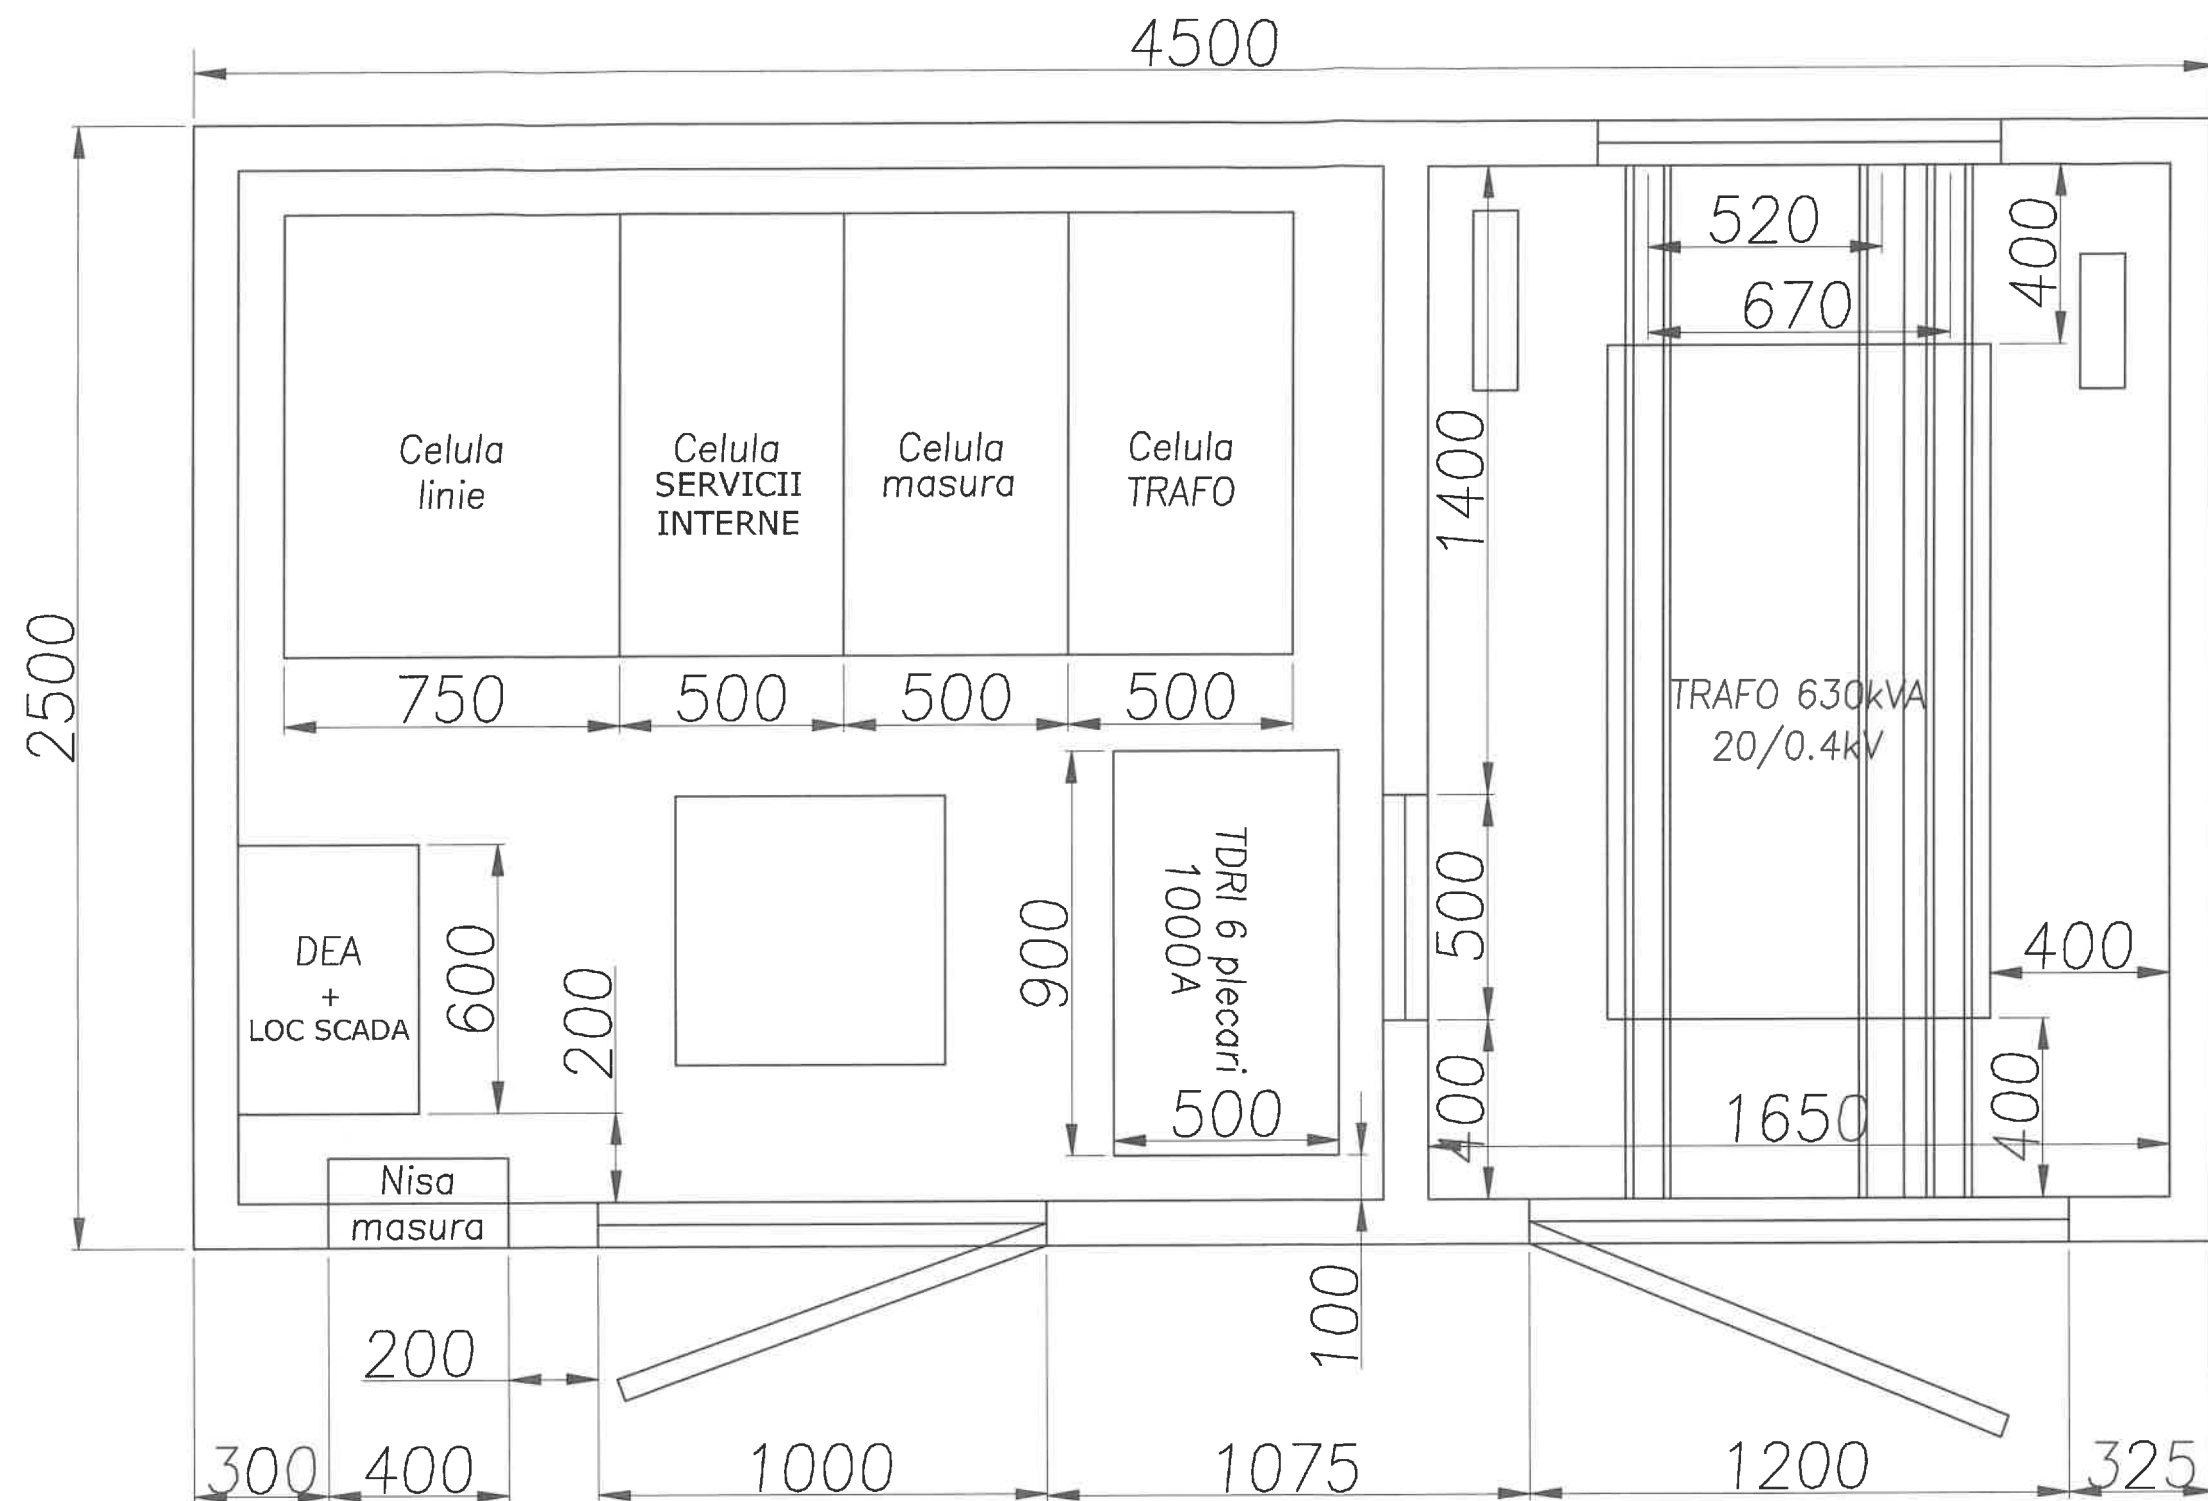 4500
520
400
670
Celula
linie
Celula
SERVICII
INTERNE
Celula
masura
Celula
TRAFO
1400
2500
750
500
500
500
TRAFO 630kVA
20/0.4kV
TDRI 6 plecari
1000A
900
500
400
DEA
+
LOC SCADA
600
200
500
1650
400
400
Nisa
masura
100
200
300
400
1000
1075
1200
325